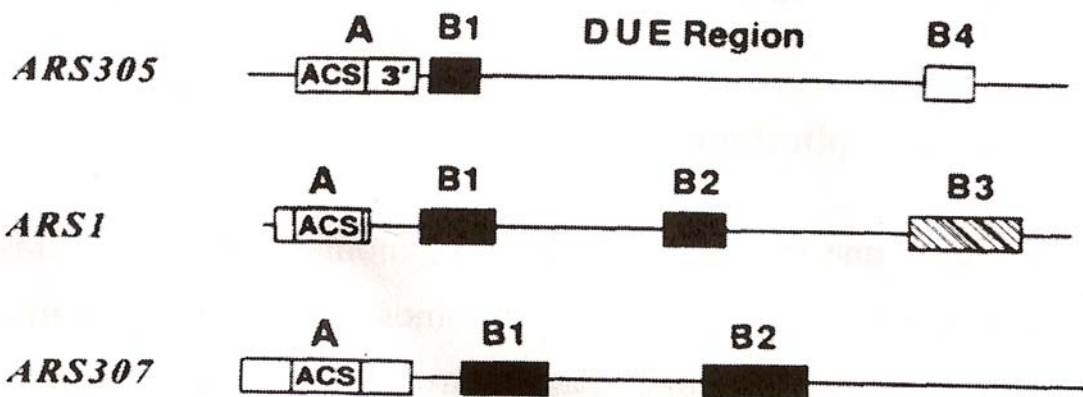 A B1 DUE Region B4
ARS305 ACS 3'
A B1 B2 B3
ARS1 ACS
A B1 B2
ARS307 ACS